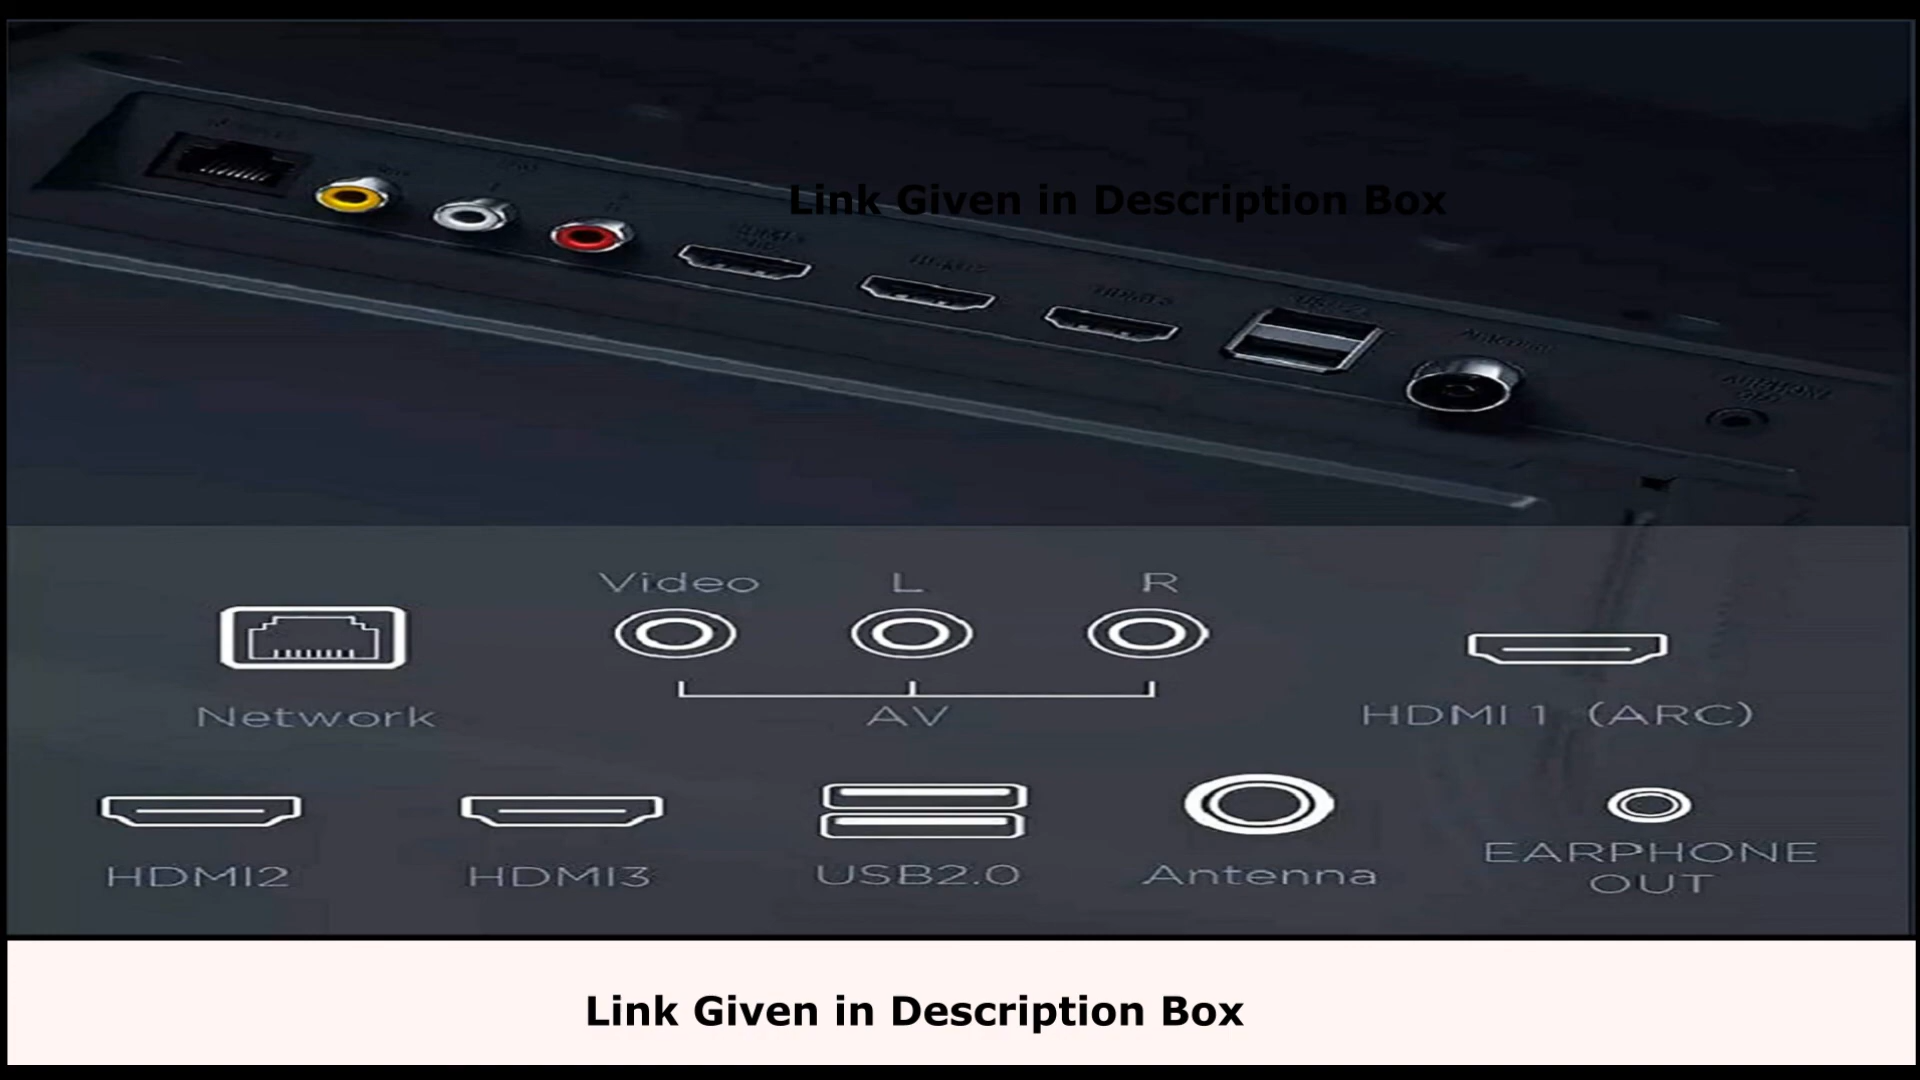 Link Given in Description Box
Video L R
Network
AV
HDMI 1 (ARC)
HDMI2
HDMI3
USB2.0
Antenna
EARPHONE
OUT
Link Given in Description Box